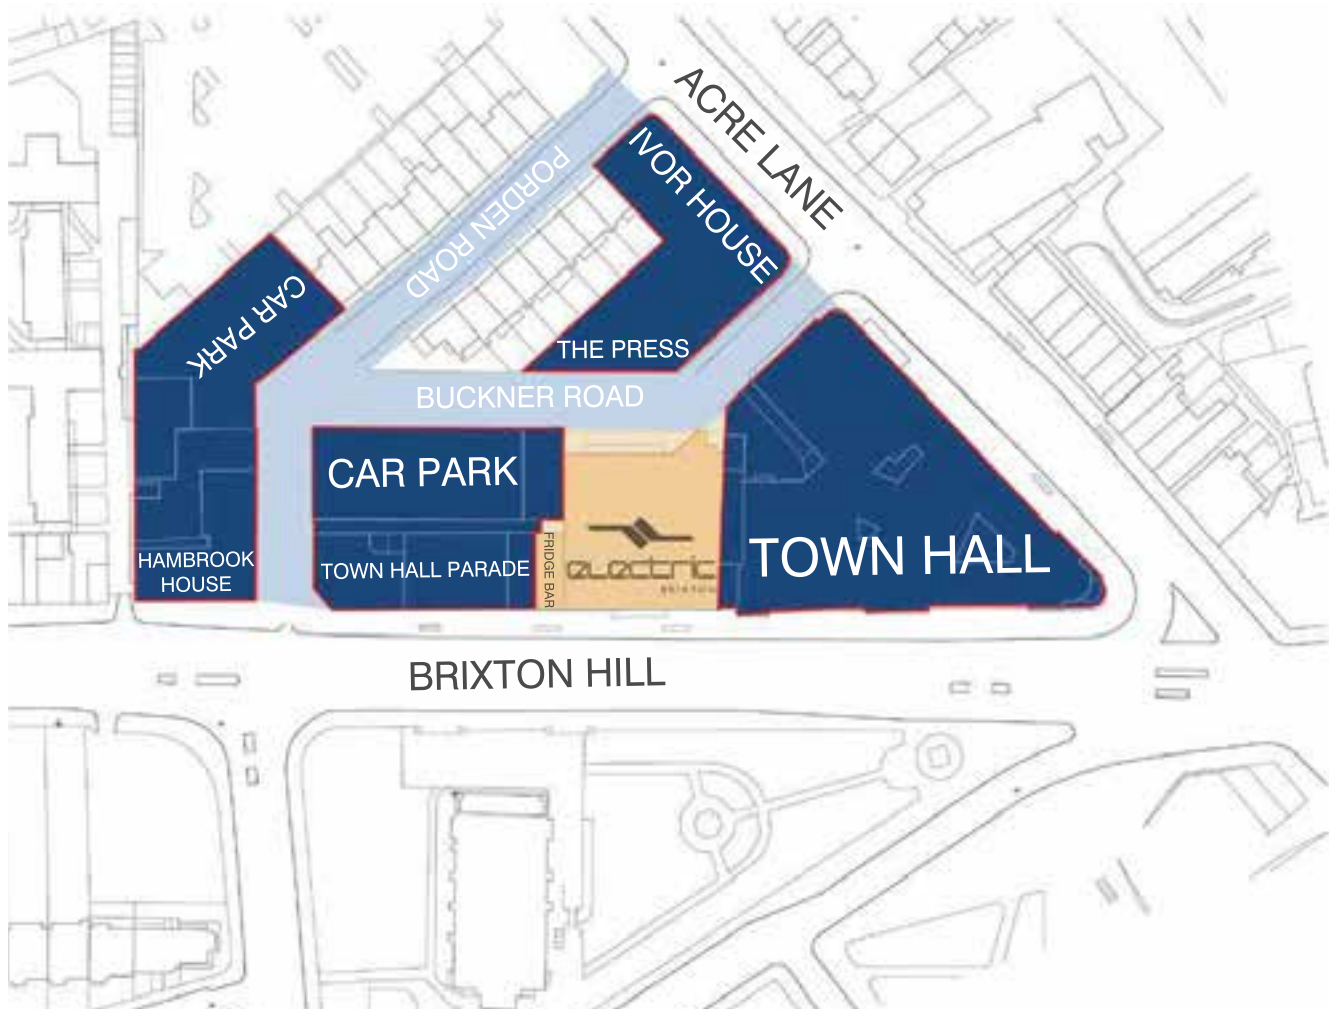 ACRE LANE
IVOR HOUSE
PORDEN ROAD
CAR PARK
THE PRESS
BUCKNER ROAD
CAR PARK
FRIDGE BAR
electric
BRIXTON
TOWN HALL
HAMBROOK
HOUSE
TOWN HALL PARADE
BRIXTON HILL